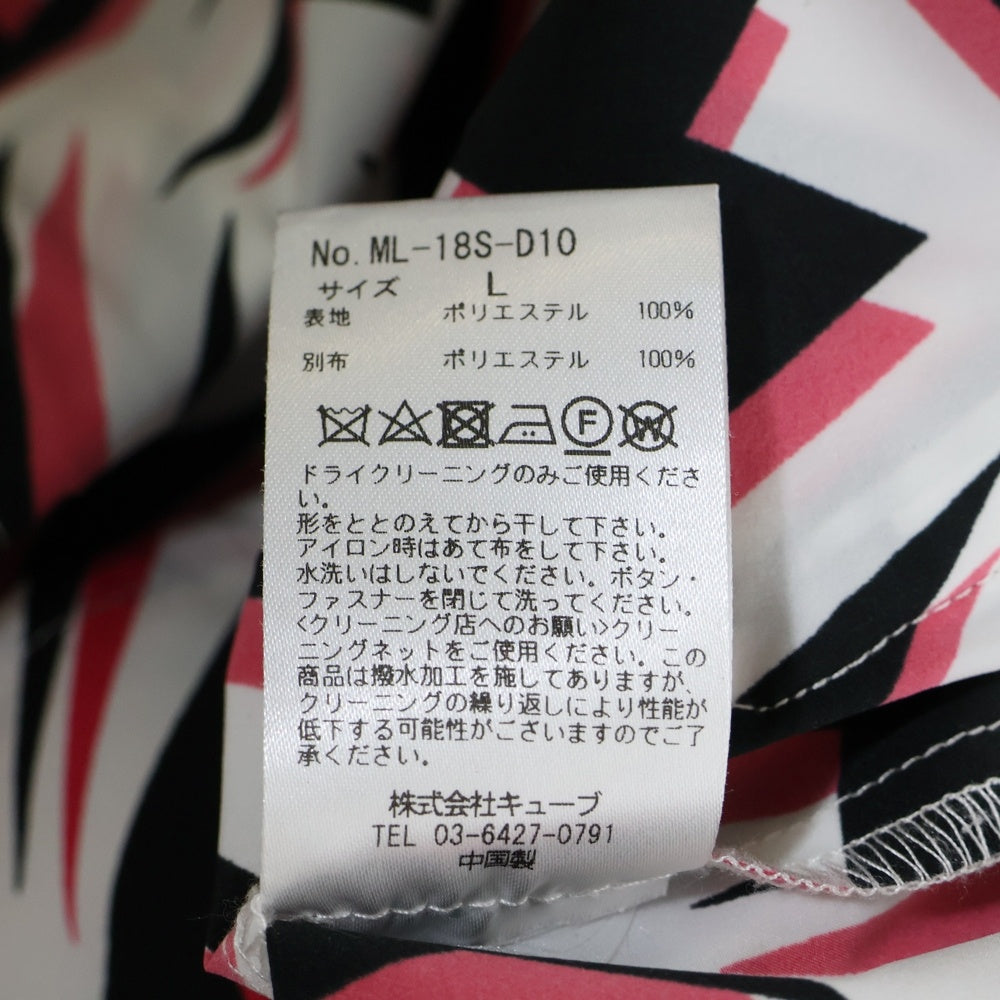 No. ML-18S-D10
サイズ L
表地 ポリエステル 100%
別布 ポリエステル 100%
F W
ドライクリーニングのみご使用くださ
い。
形をととのえてから干して下さい。
アイロン時はあて布をして下さい。
水洗いはしないでください。ボタン・
ファスナーを閉じて洗ってください。
<クリーニング店へのお願い>クリー
ニングネットをご使用ください。この
商品は撥水加工を施してありますが、
クリーニングの繰り返しにより性能が
低下する可能性がございますのでご了
承ください。
株式会社キューブ
TEL 03-6427-0791
中国製